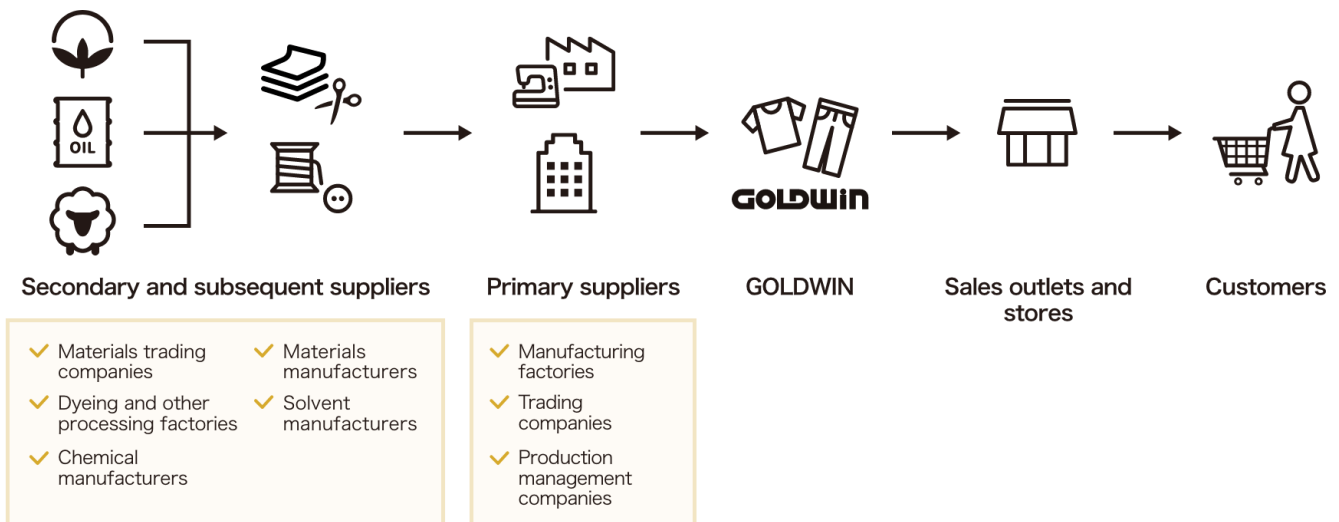 OIL
GOLDWIN
Secondary and subsequent suppliers
Primary suppliers
GOLDWIN
Sales outlets and
stores
Customers
Materials trading
companies
Dyeing and other
processing factories
Chemical
manufacturers
Materials
manufacturers
Solvent
manufacturers
Manufacturing
factories
Trading
companies
Production
management
companies